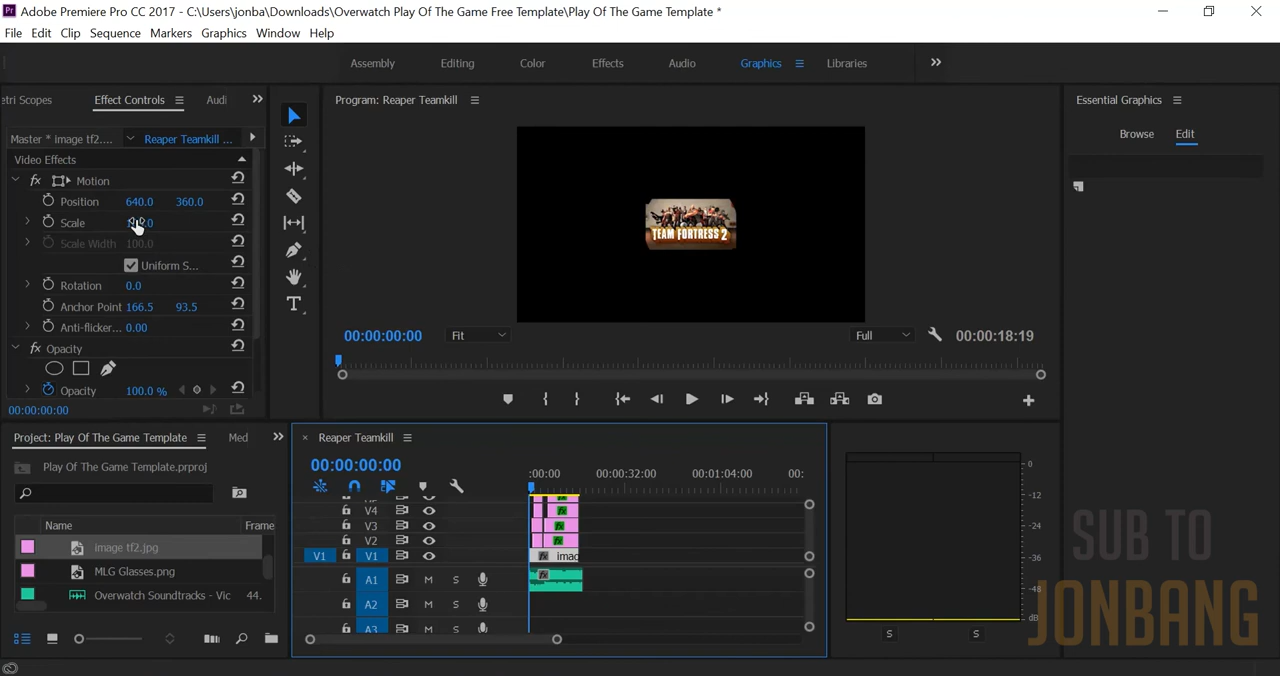 Pr Adobe Premiere Pro CC 2017 - C:\Users\jonba\Downloads\Overwatch Play Of The Game Free Template\Play Of The Game Template *
File Edit Clip Sequence Markers Graphics Window Help
Assembly Editing Color Effects Audio Graphics Libraries
etri Scopes Effect Controls Audi
Program: Reaper Teamkill
Essential Graphics
Master * image tf2.... Reaper Teamkill ...
Browse Edit
Video Effects
fx Motion
Position 640.0 360.0
Scale
Scale Width 100.0
Uniform S...
Rotation 0.0
Anchor Point 166.5 93.5
Anti-flicker... 0.00
fx Opacity
Opacity 100.0 %
00:00:00:00
TEAM FORTRESS 2
00:00:00:00 Fit Full 00:00:18:19
Project: Play Of The Game Template Med
Play Of The Game Template.prproj
Name Frame
image tf2.jpg
MLG Glasses.png
Overwatch Soundtracks - Vic 44.
Reaper Teamkill
00:00:00:00
:00:00 00:00:32:00 00:01:04:00 00:
V4
V3
V2
V1 V1 fx imag
A1 M S
A2 M S
A3 M S
0
-12
-24
-36
-48
dB
S S
SUB TO
JONBANG